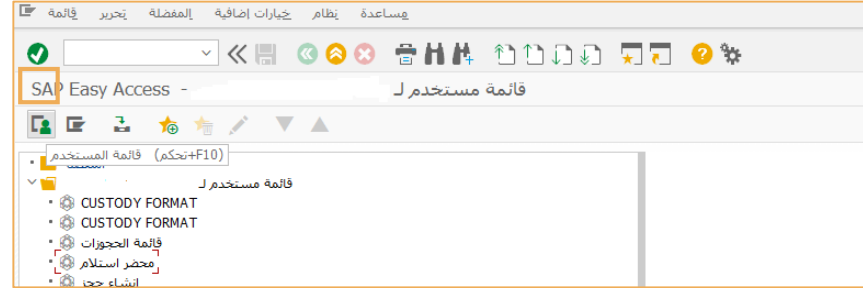 قائمة تحرير المفضلة خيارات إضافية نظام مساعدة
SAP Easy Access - قائمة مستخدم لـ
قائمة المستخدم (تحكم+F10)
قائمة مستخدم لـ
CUSTODY FORMAT
CUSTODY FORMAT
قائمة الحجوزات
محضر استلام
انشاء حجز